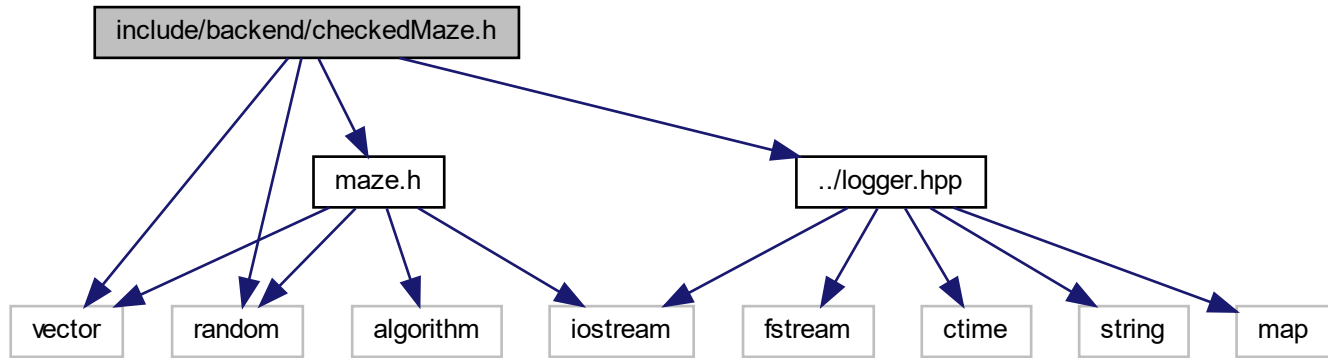 include/backend/checkedMaze.h
maze.h
../logger.hpp
vector
random
algorithm
iostream
fstream
ctime
string
map